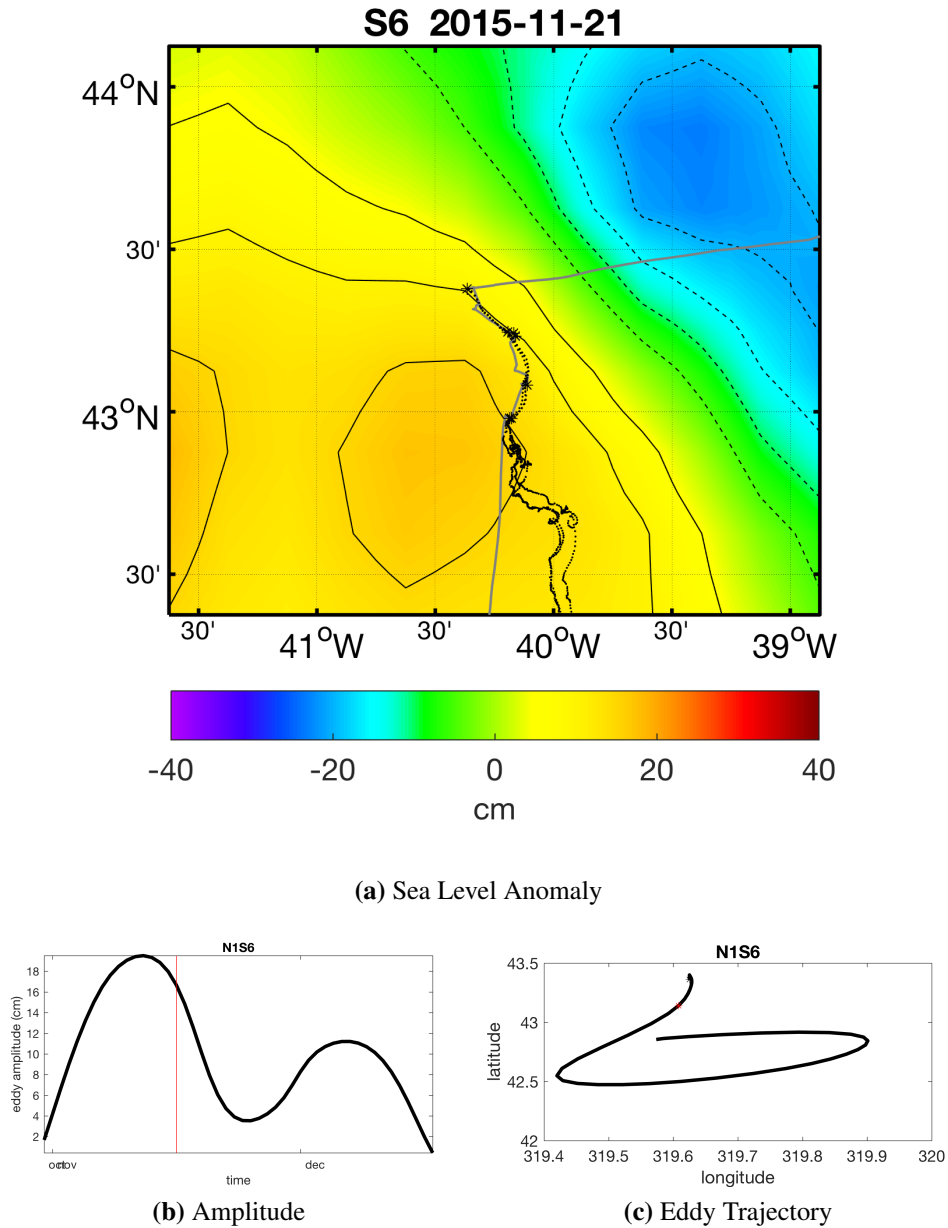 S6 2015-11-21
44°N
30'
43°N
30'
30' 41°W 30' 40°W 30' 39°W
-40 -20 0 20 40
cm
(a) Sea Level Anomaly
N1S6
18
16
14
12
10
8
6
4
2
eddy amplitude (cm)
nov dec
time
(b) Amplitude
N1S6
43.5
43
42.5
42
latitude
319.4 319.5 319.6 319.7 319.8 319.9 320
longitude
(c) Eddy Trajectory